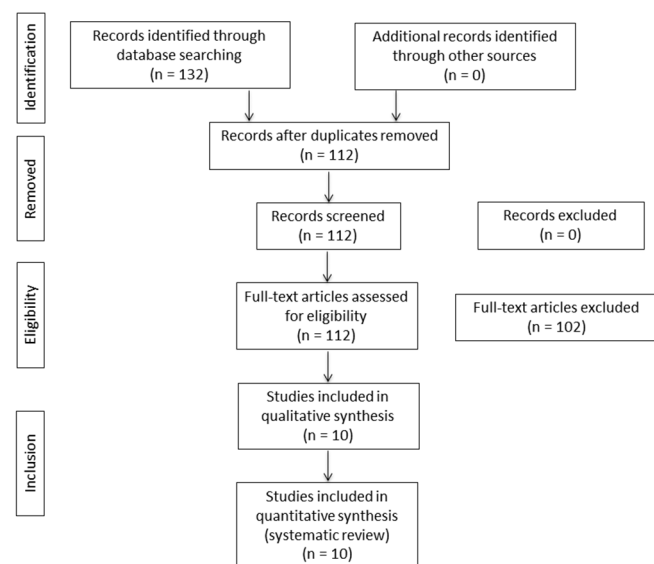 Identification
Records identified through
database searching
(n = 132)
Additional records identified
through other sources
(n = 0)
Records after duplicates removed
(n = 112)
Removed
Records screened
(n = 112)
Records excluded
(n = 0)
Eligibility
Full-text articles assessed
for eligibility
(n = 112)
Full-text articles excluded
(n = 102)
Studies included in
qualitative synthesis
(n = 10)
Inclusion
Studies included in
quantitative synthesis
(systematic review)
(n = 10)